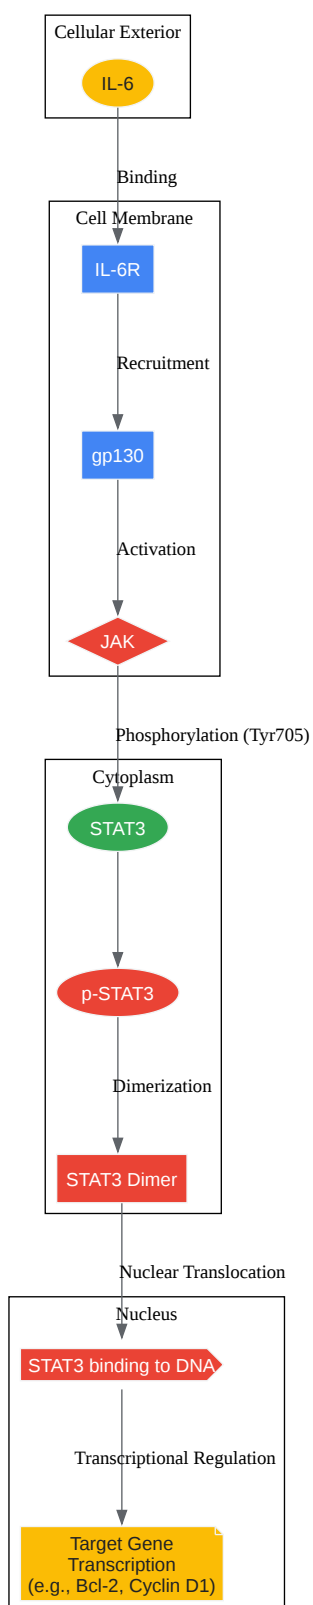 Cellular Exterior
IL-6
Binding
Cell Membrane
IL-6R
Recruitment
gp130
Activation
JAK
Phosphorylation (Tyr705)
Cytoplasm
STAT3
p-STAT3
Dimerization
STAT3 Dimer
Nuclear Translocation
Nucleus
STAT3 binding to DNA
Transcriptional Regulation
Target Gene
Transcription
(e.g., Bcl-2, Cyclin D1)